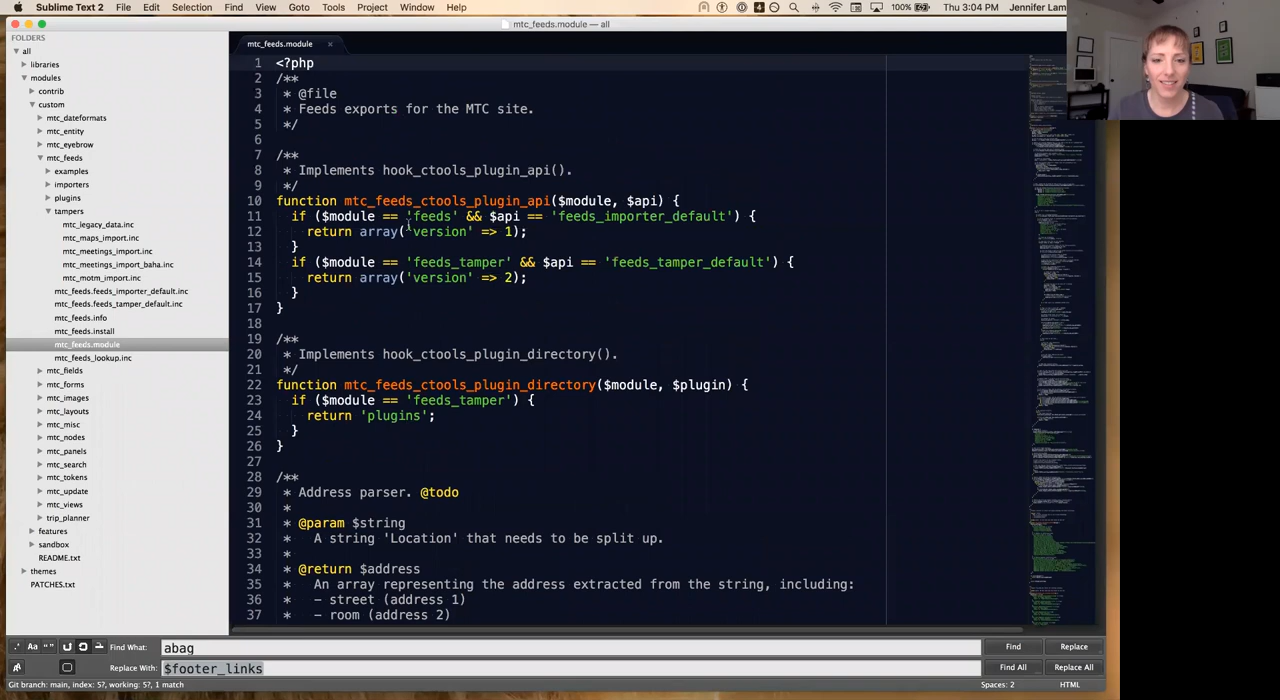 Sublime Text 2 File Edit Selection Find View Goto Tools Project Window Help 4 100% Thu 3:04 PM Jennifer Lam
mtc_feeds.module — all
FOLDERS
all
libraries
modules
contrib
custom
mtc_dateformats
mtc_entity
mtc_eyebrow
mtc_feeds
examples
importers
plugins
tampers
mtc_legacy_data.inc
mtc_maps_import.inc
mtc_meetings_import.inc
mtc_meetings_import_baha.inc
mtc_notm_import.inc
mtc_feeds.feeds_importer_default.inc
mtc_feeds.feeds_tamper_default.inc
mtc_feeds.info
mtc_feeds.install
mtc_feeds.module
mtc_feeds_lookup.inc
mtc_fields
mtc_forms
mtc_images
mtc_layouts
mtc_misc
mtc_nodes
mtc_panels
mtc_search
mtc_tokens
mtc_update
mtc_views
trip_planner
features
sandbox
README.txt
themes
PATCHES.txt
mtc_feeds.module ×
1 <?php
2 /**
3 * @file
4 * Feeds exports for the MTC site.
5 */
6
7 /**
8 * Implements hook_ctools_plugin_api().
9 */
10 function mtc_feeds_ctools_plugin_api($module, $api) {
11 if ($module == 'feeds' && $api == 'feeds_importer_default') {
12 return array('version' => 1);
13 }
14 if ($module == 'feeds_tamper' && $api == 'feeds_tamper_default') {
15 return array('version' => 2);
16 }
17 }
18
19 /**
20 * Implements hook_ctools_plugin_directory().
21 */
22 function mtc_feeds_ctools_plugin_directory($module, $plugin) {
23 if ($module == 'feeds_tamper') {
24 return 'plugins';
25 }
26 }
27
28 /**
29 * Address parser. @todo
30 *
31 * @param $string
32 * A string 'Location' that needs to be split up.
33 *
34 * @return $address
35 * An array representing the address extracted from the string, including:
36 * - street (address 1)
37 * - room (address 2)
.* Aa “” Find What: abag Find Replace
Replace With: $footer_links Find All Replace All
Git branch: main, index: 5?, working: 5?, 1 match Spaces: 2 HTML